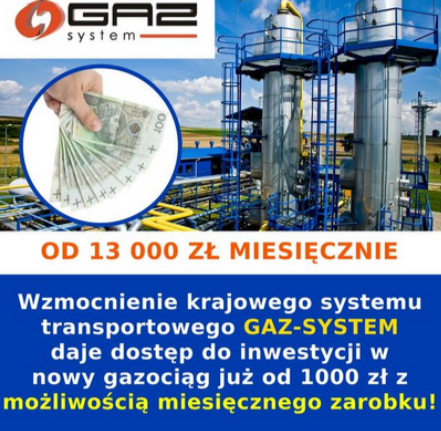 GAZ
system
100
OD 13 000 ZŁ MIESIĘCZNIE
Wzmocnienie krajowego systemu
transportowego GAZ-SYSTEM
daje dostęp do inwestycji w
nowy gazociąg już od 1000 zł z
możliwością miesięcznego zarobku!